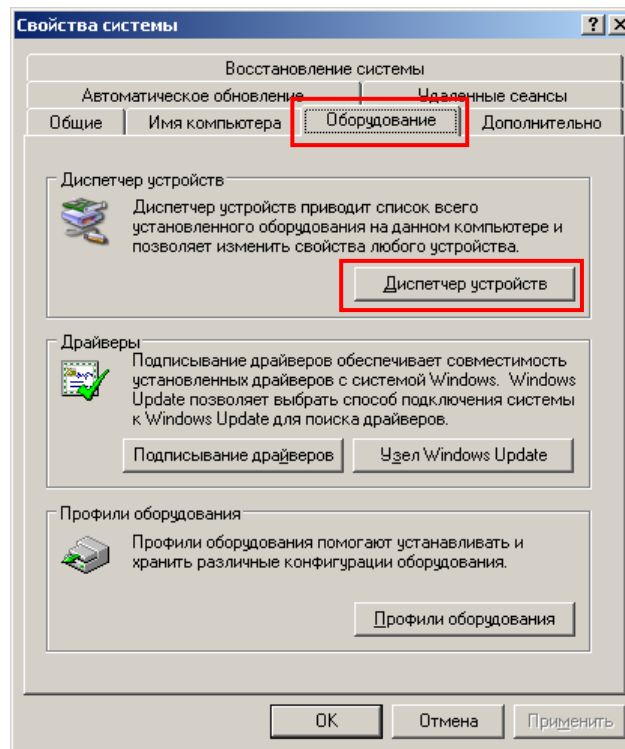 Свойства системы
Восстановление системы
Автоматическое обновление Удаленные сеансы
Общие Имя компьютера Оборудование Дополнительно
Диспетчер устройств
Диспетчер устройств приводит список всего
установленного оборудования на данном компьютере и
позволяет изменить свойства любого устройства.
Диспетчер устройств
Драйверы
Подписывание драйверов обеспечивает совместимость
установленных драйверов с системой Windows. Windows
Update позволяет выбрать способ подключения системы
к Windows Update для поиска драйверов.
Подписывание драйверов Узел Windows Update
Профили оборудования
Профили оборудования помогают устанавливать и
хранить различные конфигурации оборудования.
Профили оборудования
OK Отмена Применить